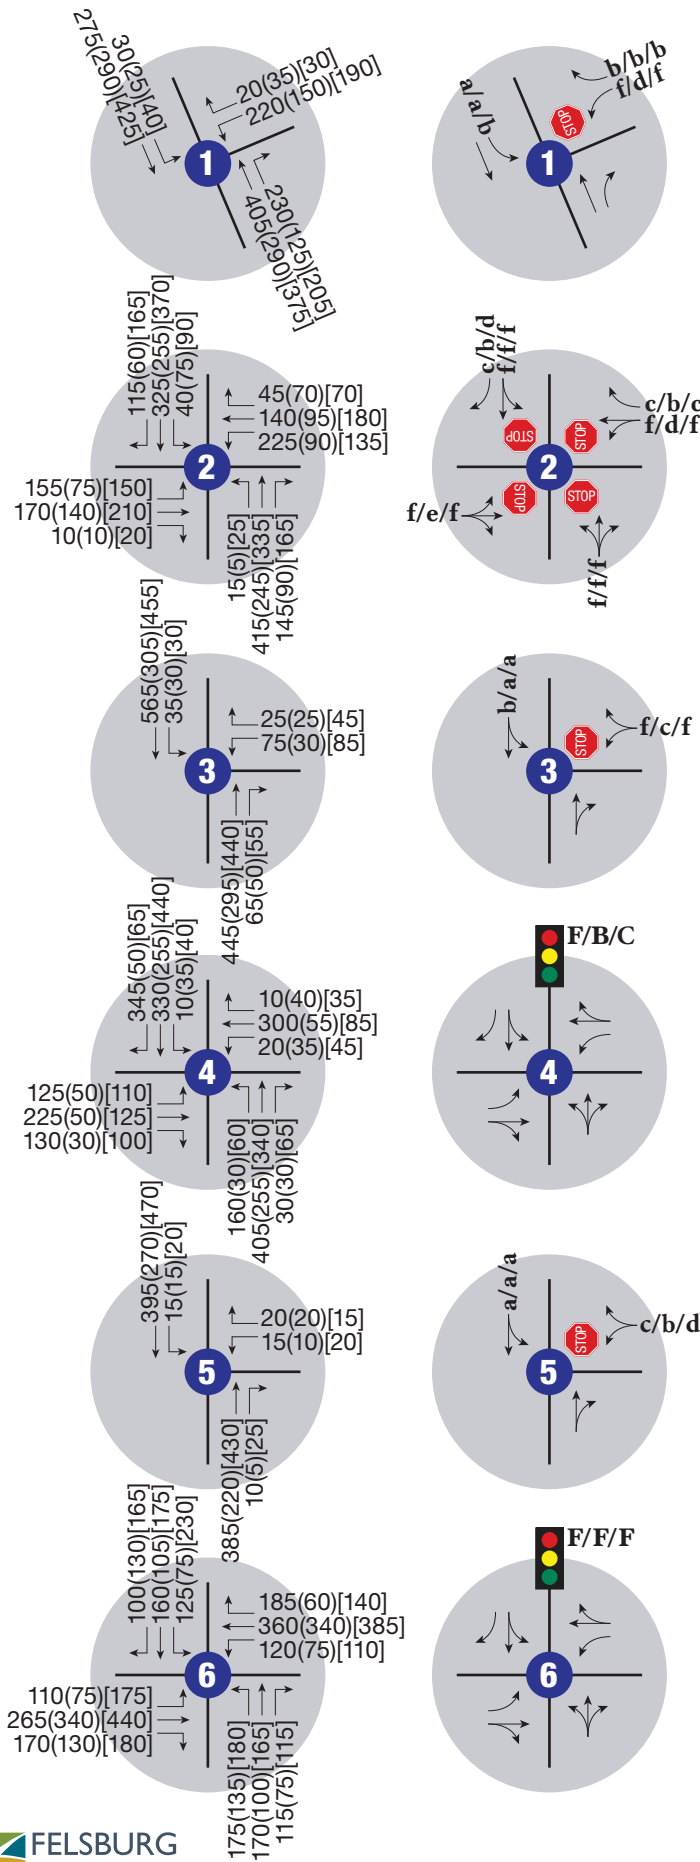 275(290)[425]
30(25)[40]
20(35)[30]
220(150)[190]
1
230(125)[205]
405(290)[375]
a/a/b
b/b/b
f/d/f
STOP
1
115(60)[165]
325(255)[370]
40(75)[90]
45(70)[70]
140(95)[180]
225(90)[135]
2
155(75)[150]
170(140)[210]
10(10)[20]
15(5)[25]
415(245)[335]
145(90)[165]
c/b/d
f/f/f
c/b/c
f/d/f
STOP
STOP
2
STOP
STOP
f/e/f
f/f/f
565(305)[455]
35(30)[30]
25(25)[45]
75(30)[85]
3
445(295)[440]
65(50)[55]
b/a/a
f/c/f
STOP
3
345(50)[65]
330(255)[440]
10(35)[40]
10(40)[35]
300(55)[85]
20(35)[45]
4
125(50)[110]
225(50)[125]
130(30)[100]
160(30)[60]
405(255)[340]
30(30)[65]
F/B/C
4
395(270)[470]
15(15)[20]
20(20)[15]
15(10)[20]
5
385(220)[430]
10(5)[25]
a/a/a
c/b/d
STOP
5
100(130)[165]
160(105)[175]
125(75)[230]
185(60)[140]
360(340)[385]
120(75)[110]
6
110(75)[175]
265(340)[440]
170(130)[180]
175(135)[180]
170(100)[165]
115(75)[115]
F/F/F
6
FELSBURG